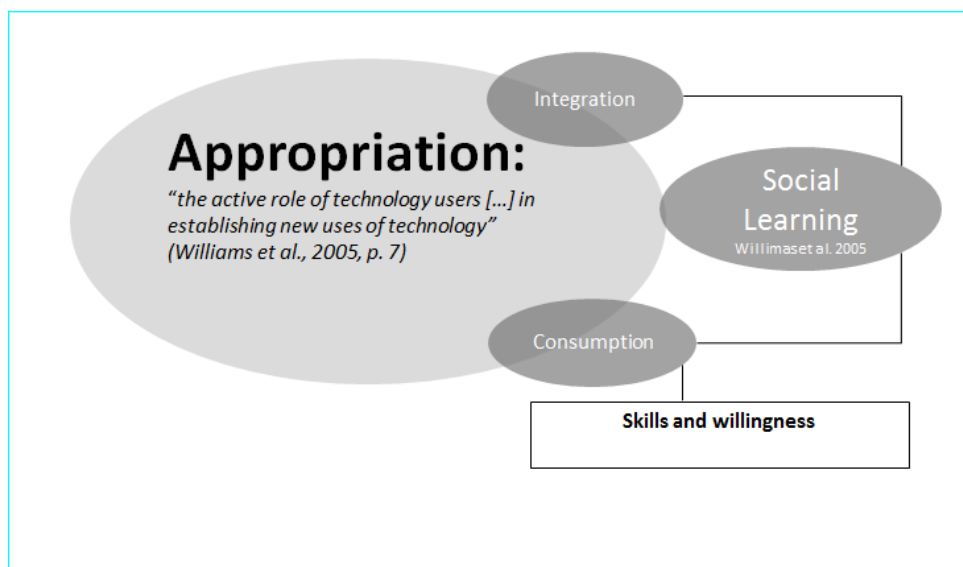 Integration
Appropriation:
“the active role of technology users [...] in
establishing new uses of technology”
(Williams et al., 2005, p. 7)
Social
Learning
Willimaset al. 2005
Consumption
Skills and willingness